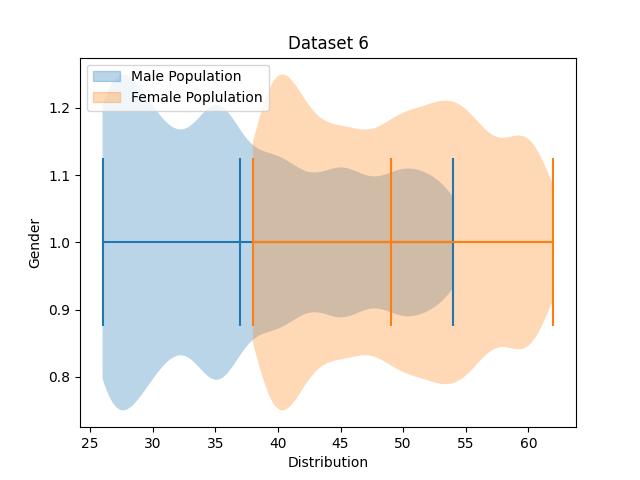 Dataset 6
Male Population
Female Poplulation
1.2
1.1
1.0
0.9
0.8
Gender
25 30 35 40 45 50 55 60
Distribution